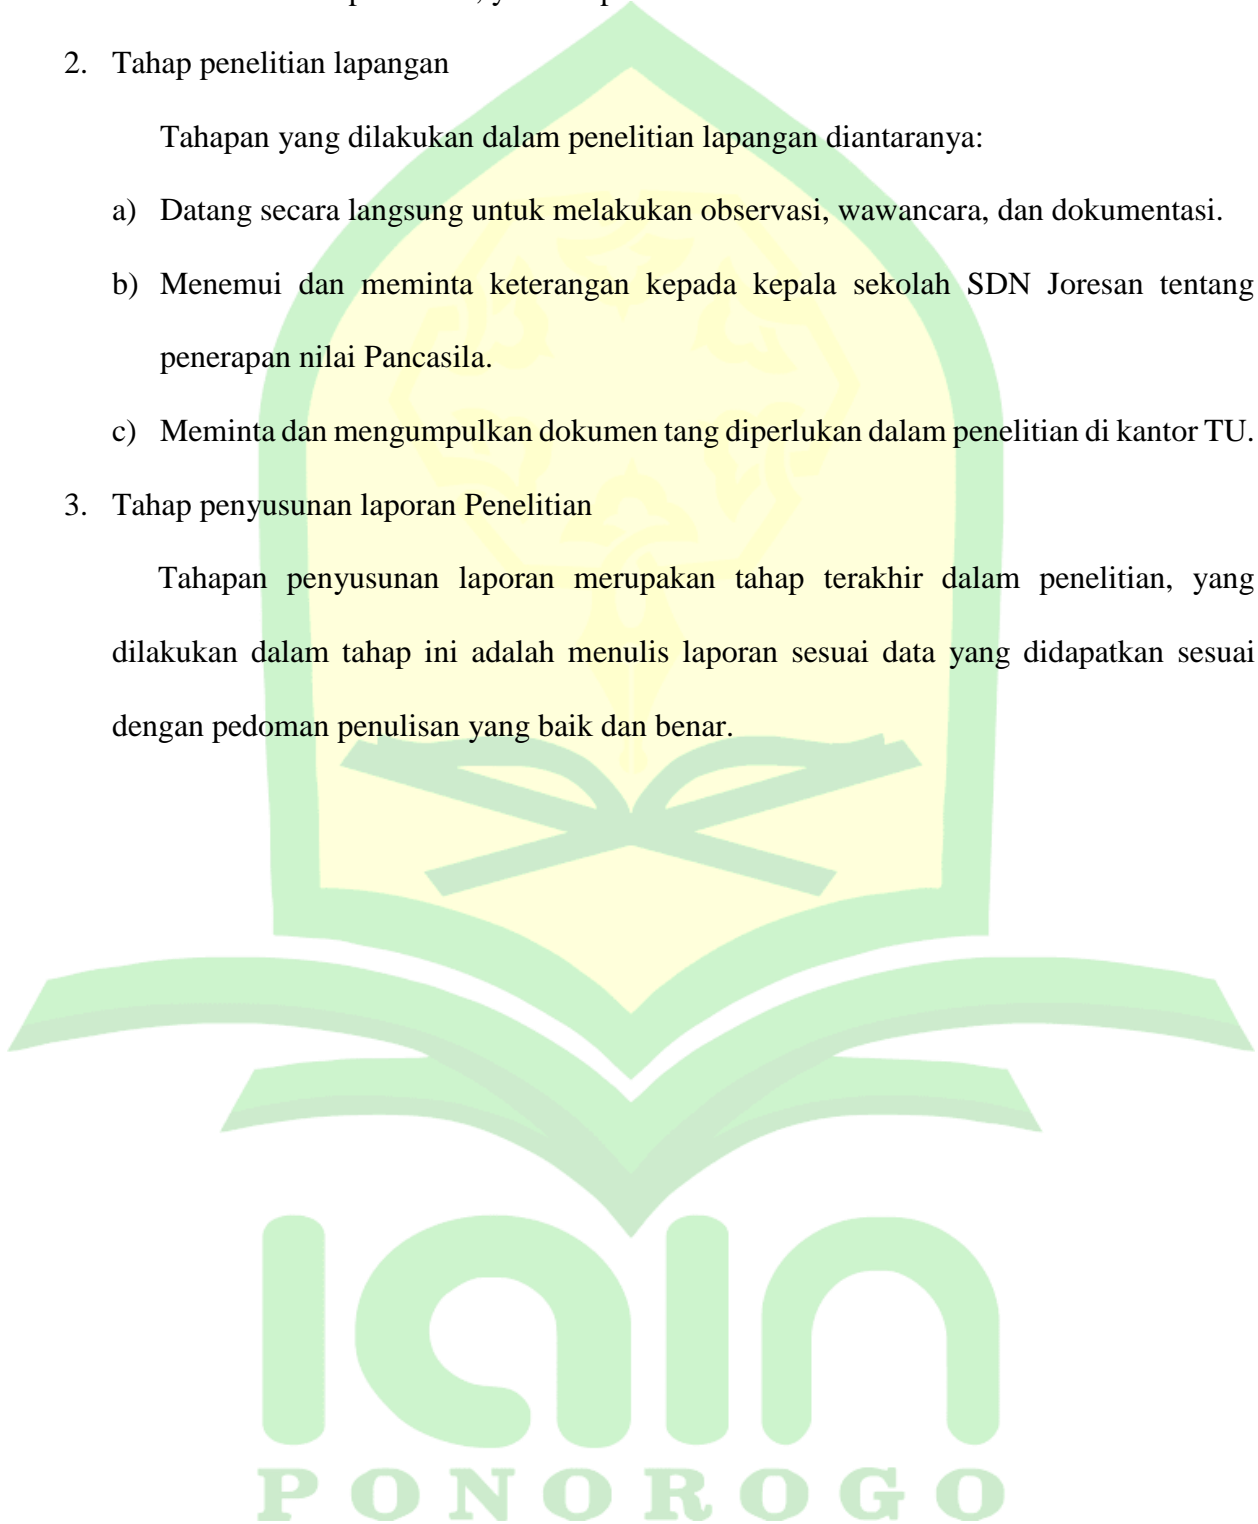 2. Tahap penelitian lapangan
Tahapan yang dilakukan dalam penelitian lapangan diantaranya:
a) Datang secara langsung untuk melakukan observasi, wawancara, dan dokumentasi.
b) Menemui dan meminta keterangan kepada kepala sekolah SDN Joresan tentang
penerapan nilai Pancasila.
c) Meminta dan mengumpulkan dokumen tang diperlukan dalam penelitian di kantor TU.
3. Tahap penyusunan laporan Penelitian
Tahapan penyusunan laporan merupakan tahap terakhir dalam penelitian, yang
dilakukan dalam tahap ini adalah menulis laporan sesuai data yang didapatkan sesuai
dengan pedoman penulisan yang baik dan benar.
iain
PONOROGO